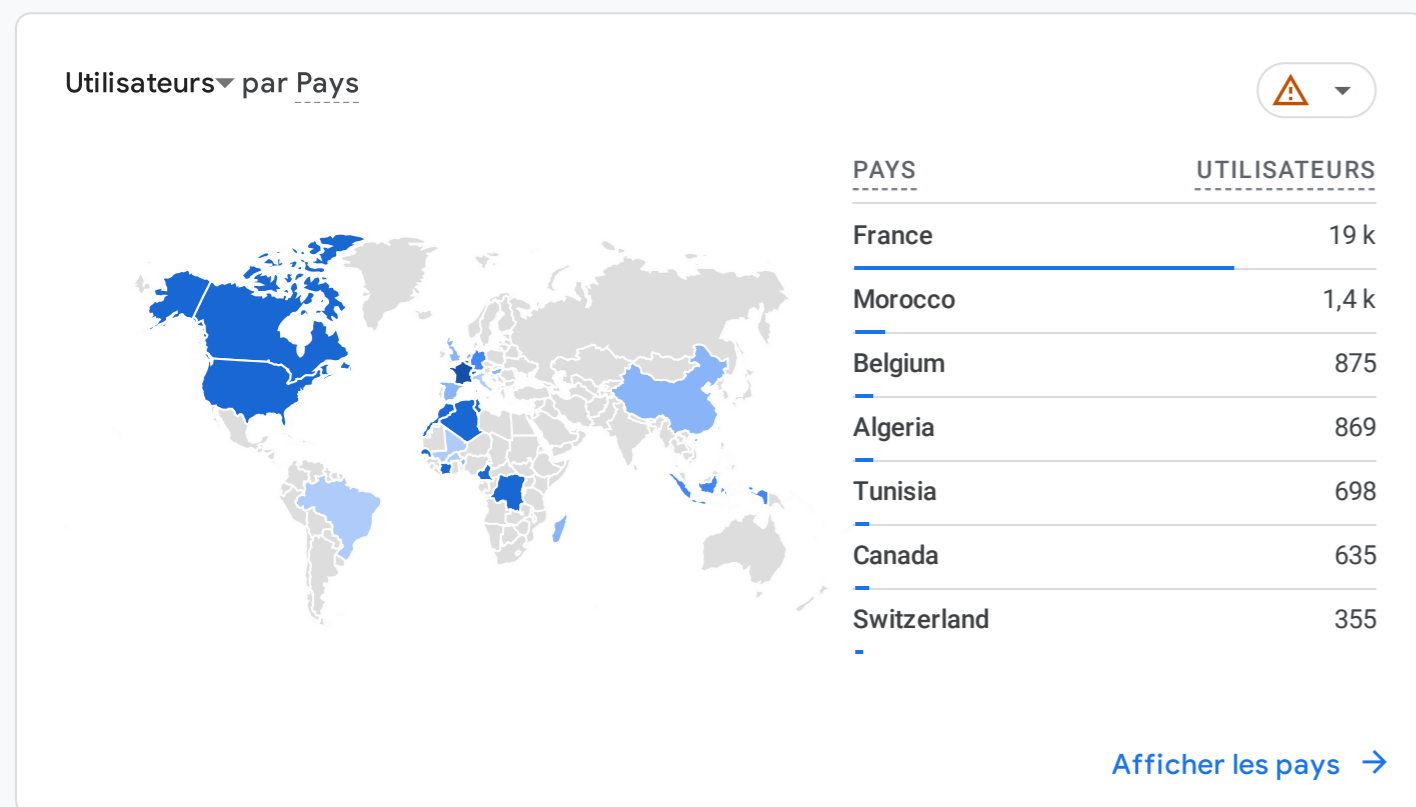 Utilisateurs par Pays
PAYS UTILISATEURS
France 19 k
Morocco 1,4 k
Belgium 875
Algeria 869
Tunisia 698
Canada 635
Switzerland 355
Afficher les pays